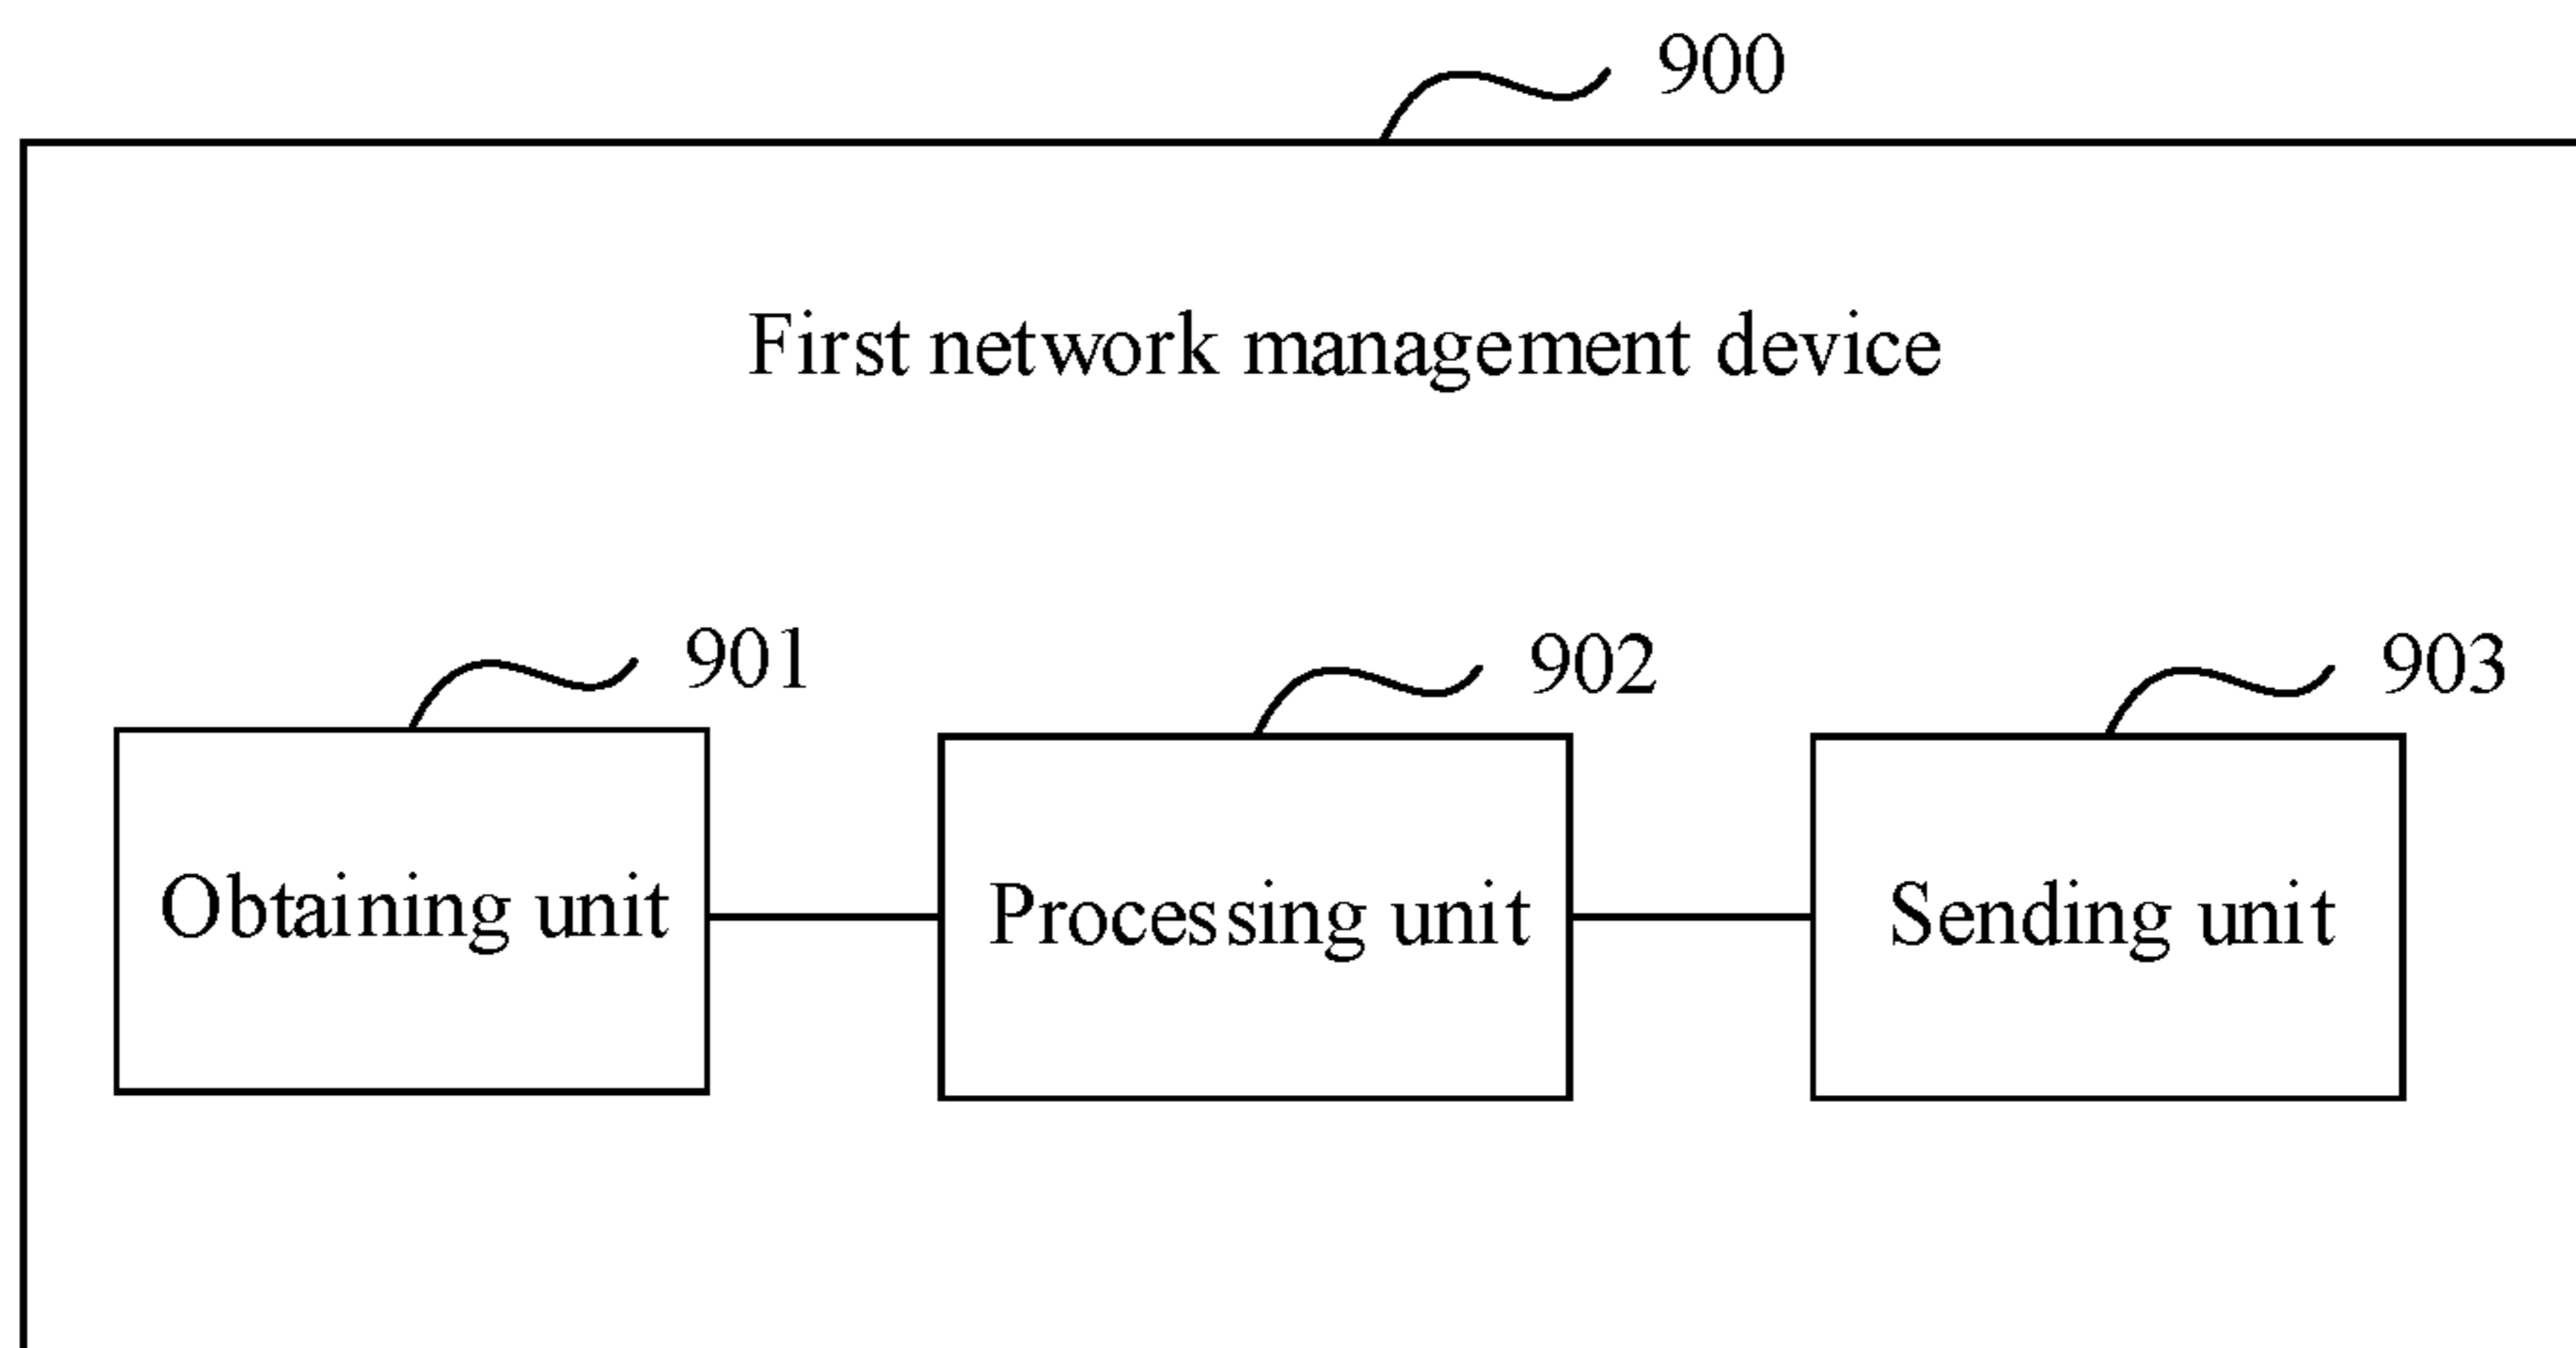 900
First network management device
901
902
903
Obtaining unit
Processing unit
Sending unit